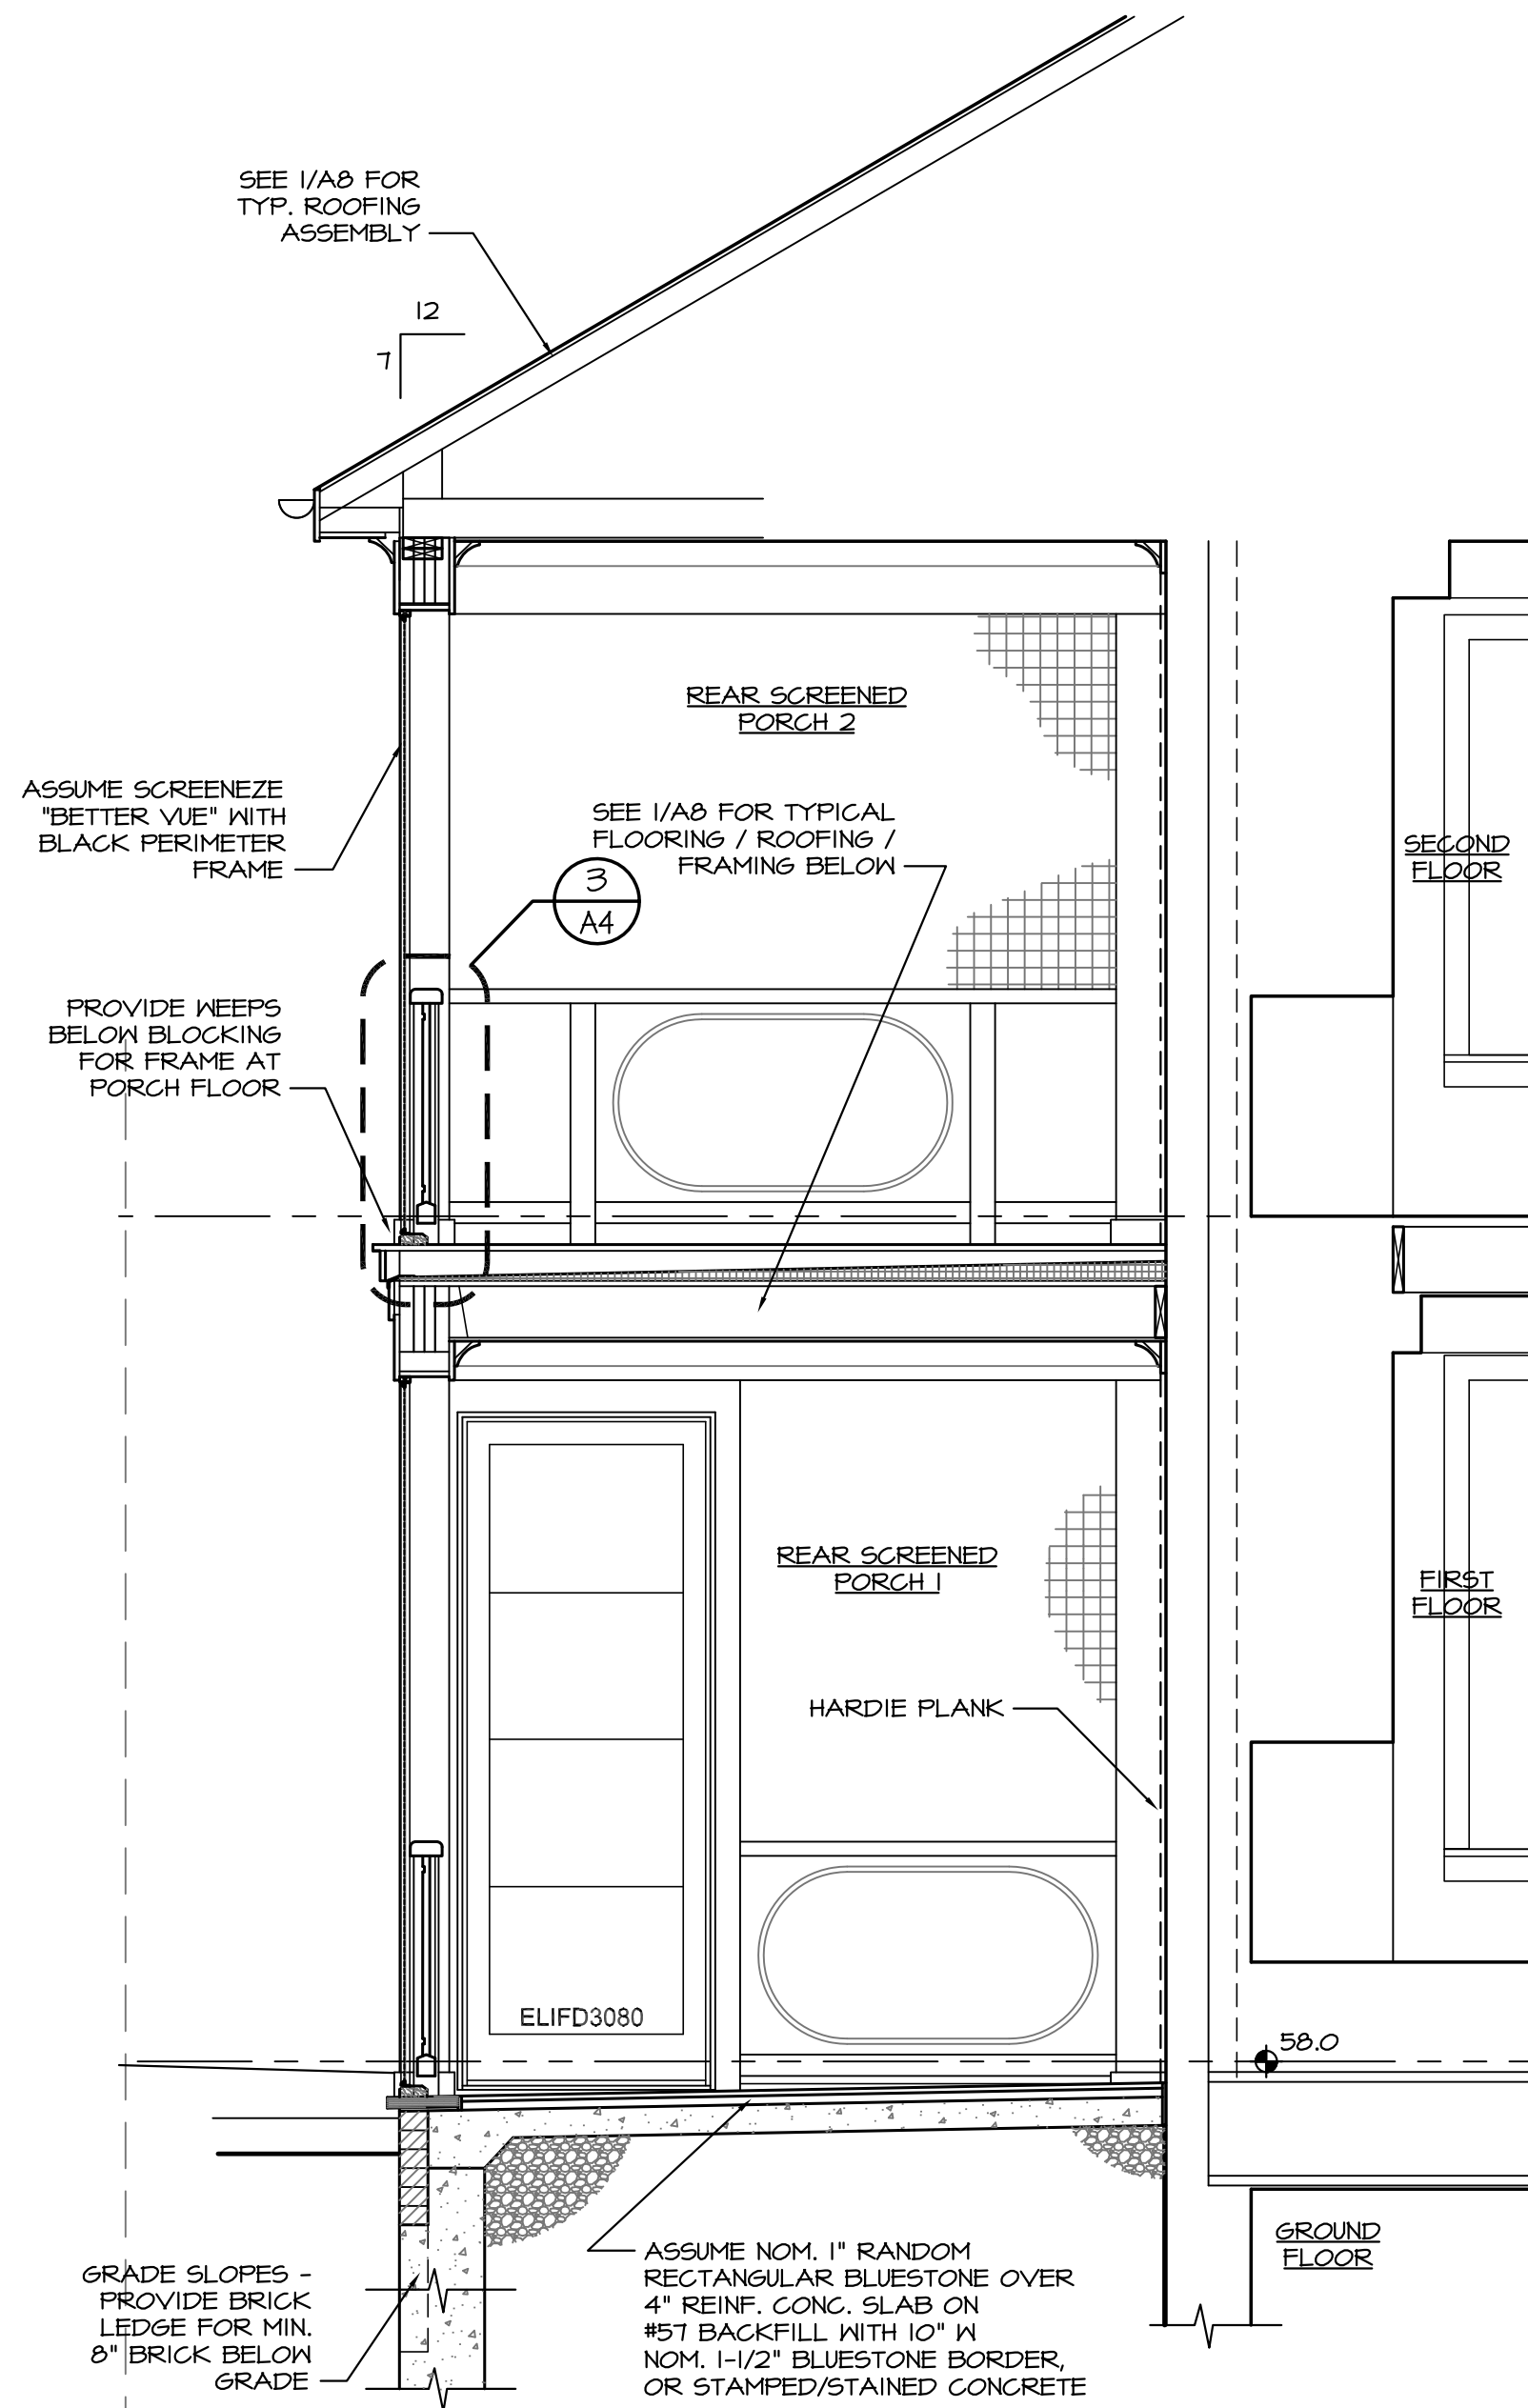 SEE 1/A8 FOR
TYP. ROOFING
ASSEMBLY
12
7
REAR SCREENED
PORCH 2
ASSUME SCREENEZE
"BETTER VUE" WITH
BLACK PERIMETER
FRAME
SEE 1/A8 FOR TYPICAL
FLOORING / ROOFING /
FRAMING BELOW
3
A4
SECOND
FLOOR
PROVIDE WEEPS
BELOW BLOCKING
FOR FRAME AT
PORCH FLOOR
REAR SCREENED
PORCH 1
FIRST
FLOOR
HARDIE PLANK
ELIFD3080
58.0
GROUND
FLOOR
GRADE SLOPES -
PROVIDE BRICK
LEDGE FOR MIN.
8" BRICK BELOW
GRADE
ASSUME NOM. 1" RANDOM
RECTANGULAR BLUESTONE OVER
4" REINF. CONC. SLAB ON
#57 BACKFILL WITH 10" W
NOM. 1-1/2" BLUESTONE BORDER,
OR STAMPED/STAINED CONCRETE